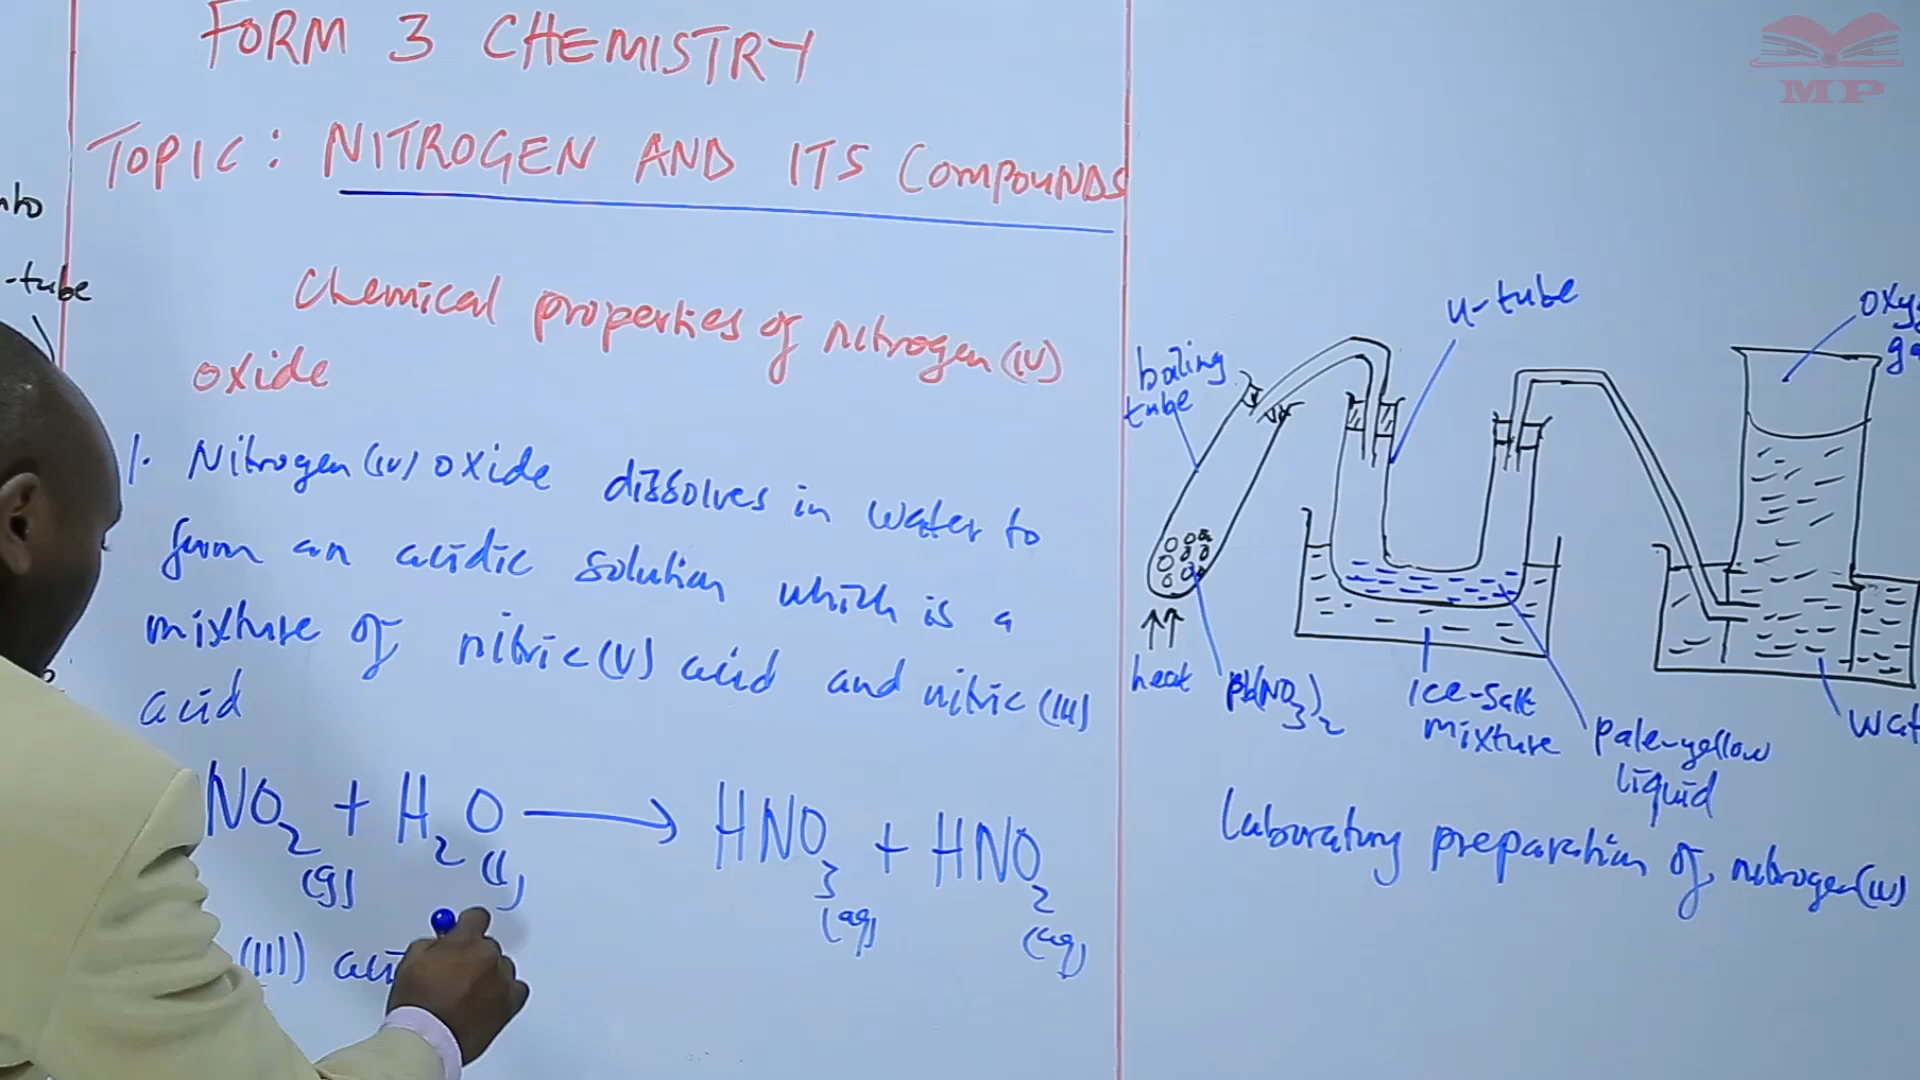 FORM 3 CHEMISTRY
TOPIC: NITROGEN AND ITS COMPOUNDS
-tube
Chemical properties of nitrogen (IV)
oxide
1. Nitrogen (IV) oxide dissolves in water to
form an acidic solution which is a
mixture of nitric (V) acid and nitric (III)
acid
NO2(g) + H2O(l) → HNO3(aq) + HNO2(aq)
(III) aci
boiling
tube
U-tube
oxy
ga
heat
Pb(NO3)2
Ice-salt
mixture
pale-yellow
liquid
wat
Laboratory preparation of nitrogen (IV)
MP